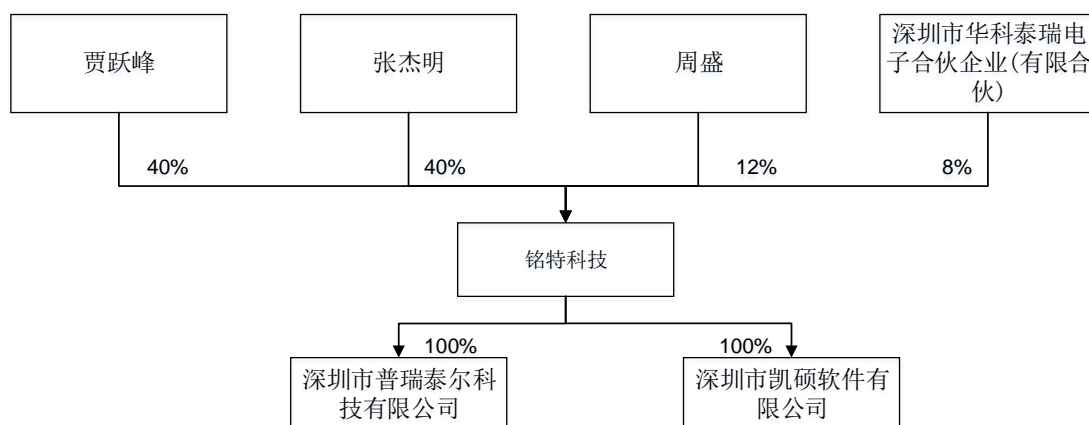 贾跃峰
张杰明
周盛
深圳市华科泰瑞电
子合伙企业(有限合
伙)
40%
40%
12%
8%
铭特科技
100%
100%
深圳市普瑞泰尔科
技有限公司
深圳市凯硕软件有
限公司